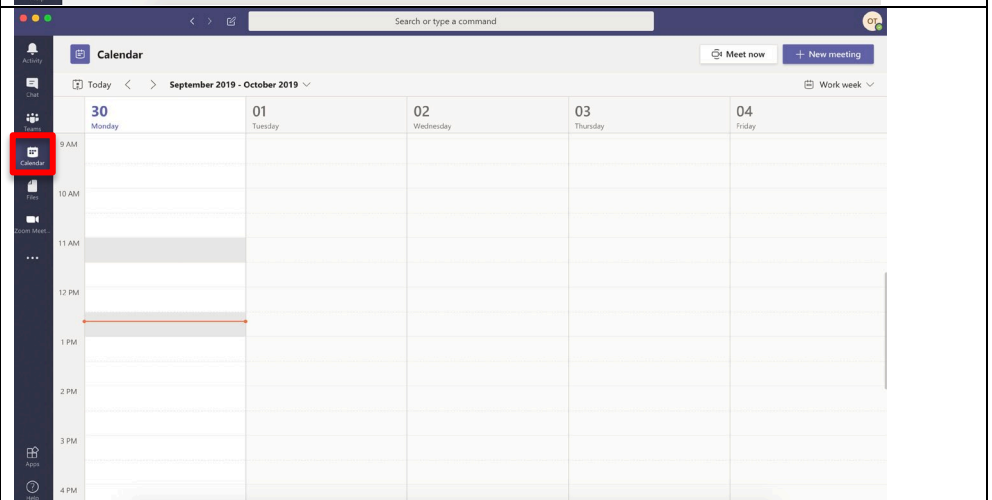 Search or type a command
OT
Activity
Calendar
Meet now
+ New meeting
Chat
Today
September 2019 - October 2019
Work week
Teams
30
01
02
03
04
Monday
Tuesday
Wednesday
Thursday
Friday
9 AM
Calendar
10 AM
Files
Zoom Meet...
11 AM
12 PM
1 PM
2 PM
3 PM
Apps
4 PM
Help